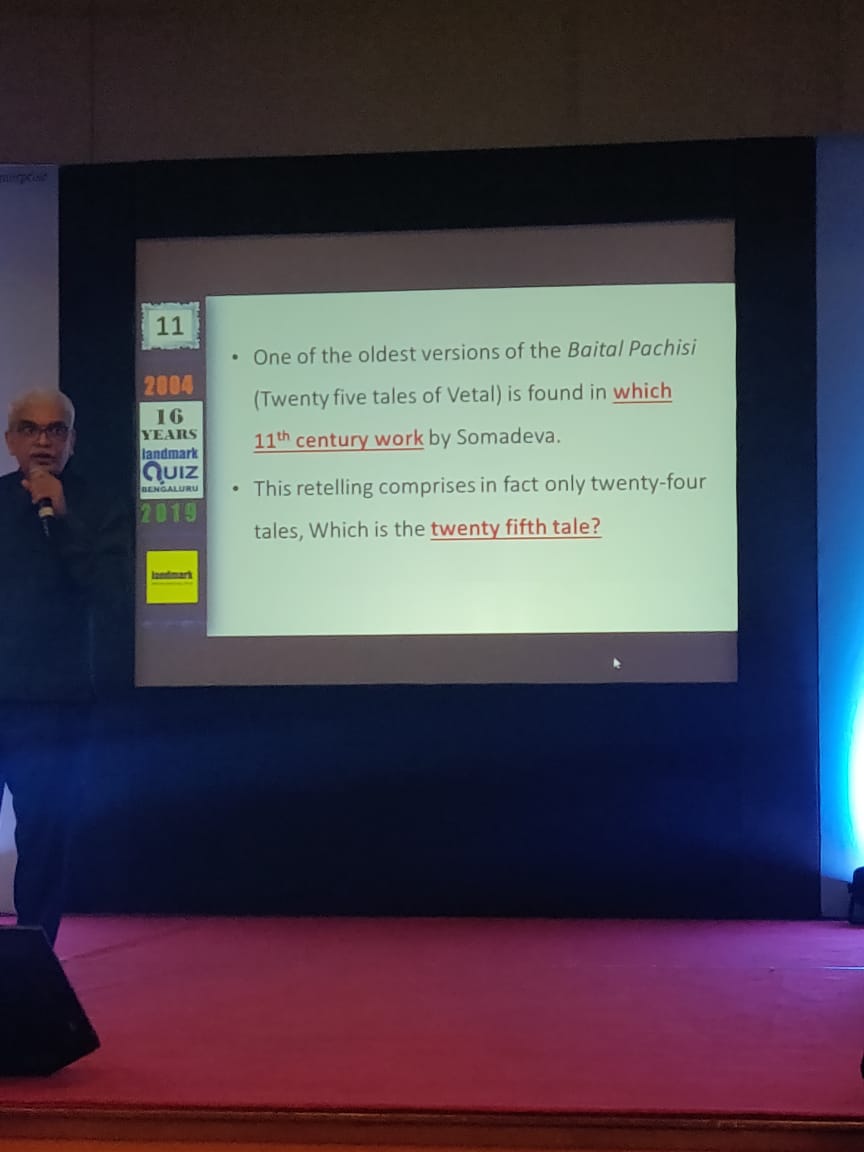 11
2004
16
YEARS
landmark
QUIZ
BENGALURU
2019
landmark
• One of the oldest versions of the Baital Pachisi
(Twenty five tales of Vetal) is found in which
11th century work by Somadeva.
• This retelling comprises in fact only twenty-four
tales, Which is the twenty fifth tale?